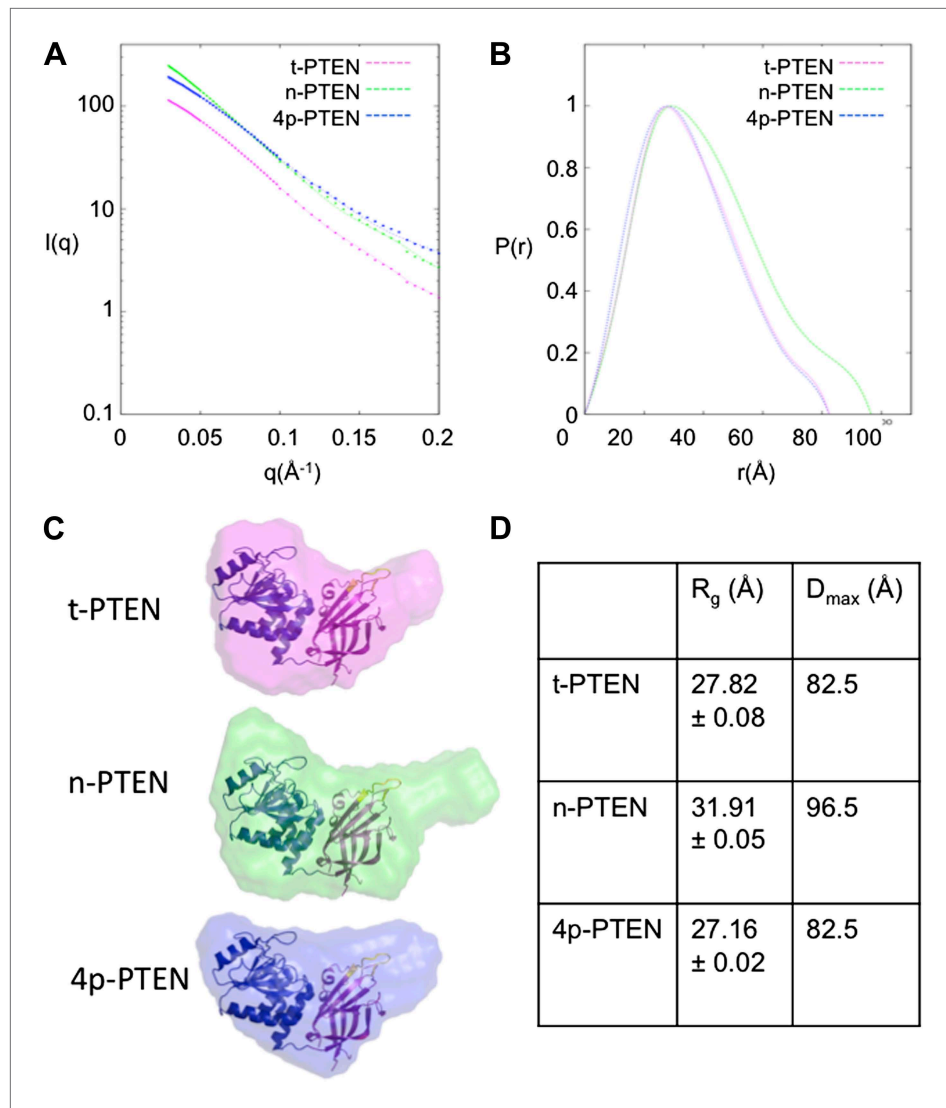 A
t-PTEN
n-PTEN
4p-PTEN
100
10
I(q)
1
0.1
0 0.05 0.1 0.15 0.2
q(Å⁻¹)
B
t-PTEN
n-PTEN
4p-PTEN
1
0.8
0.6
P(r)
0.4
0.2
0
0 20 40 60 80 100
r(Å)
C
t-PTEN
n-PTEN
4p-PTEN
D
Rg (Å) Dmax (Å)
t-PTEN 27.82 82.5
± 0.08
n-PTEN 31.91 96.5
± 0.05
4p-PTEN 27.16 82.5
± 0.02